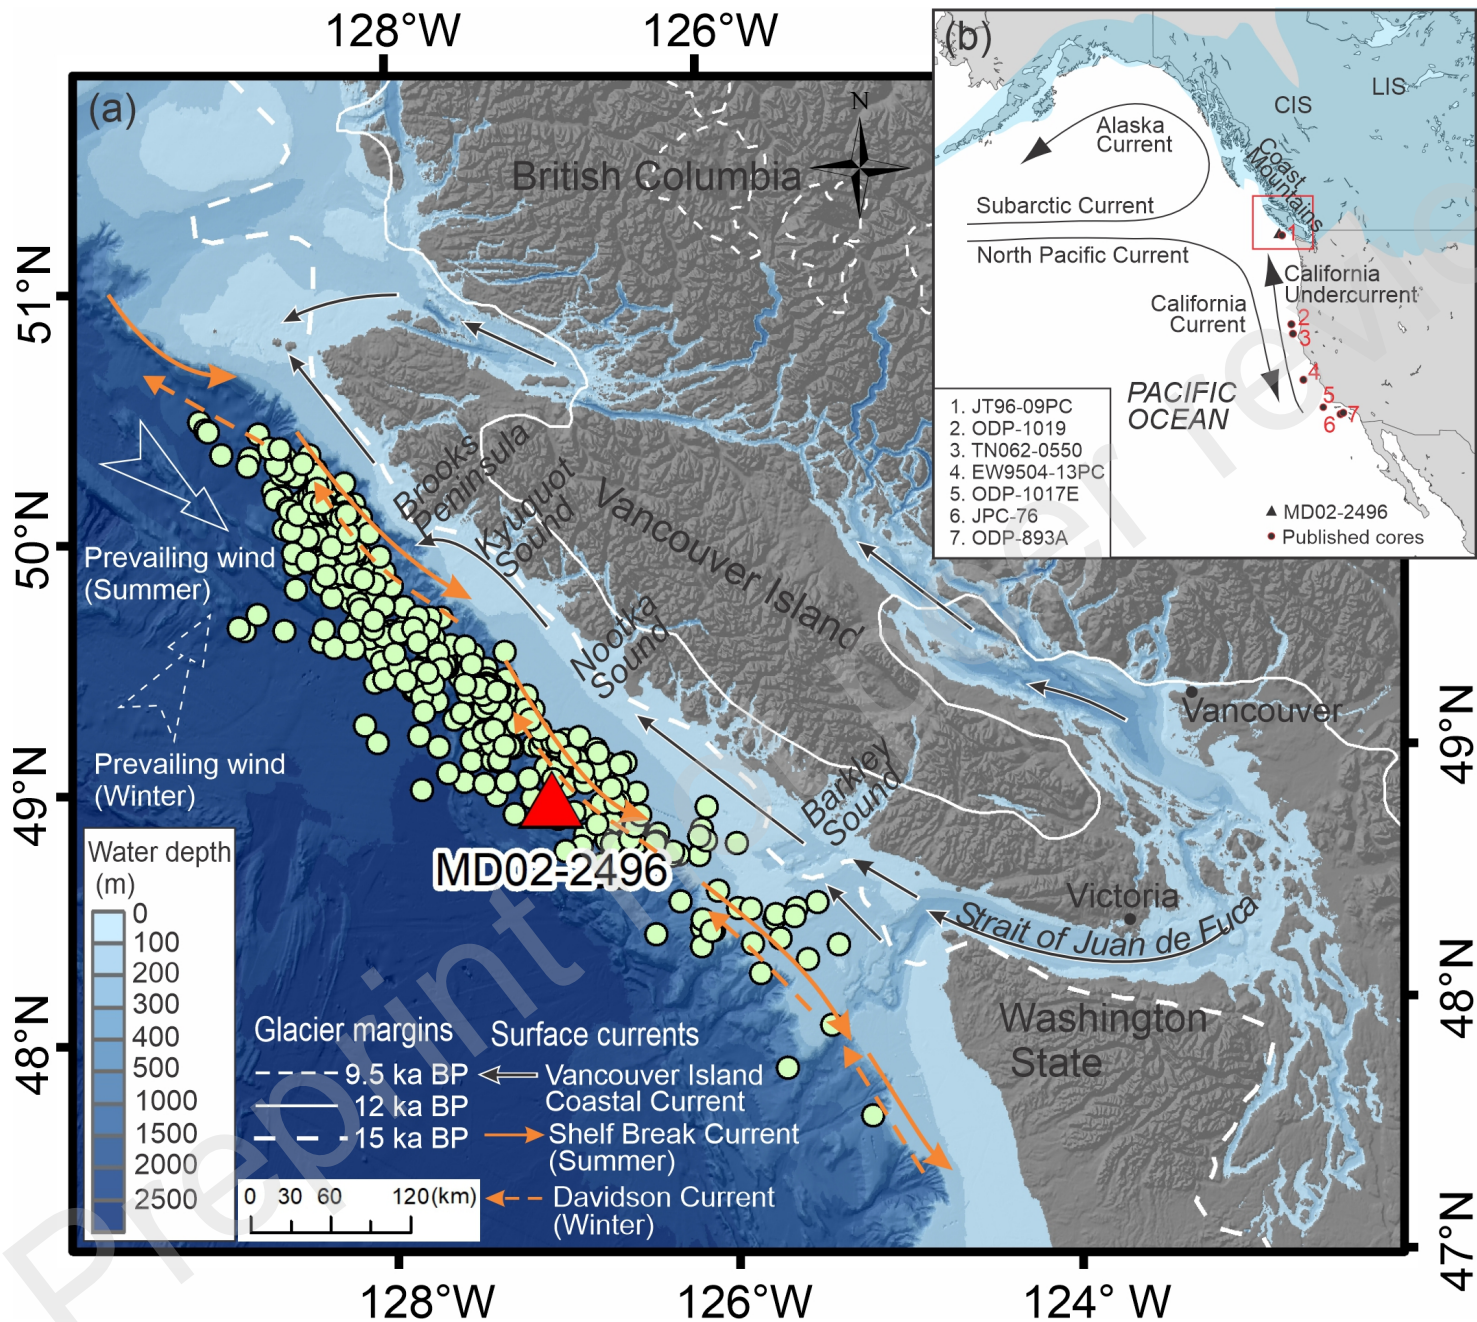 128°W
126°W
(a)
N
British Columbia
51°N
50°N
49°N
48°N
Brooks
Peninsula
Kyuquot
Sound
Vancouver Island
Nootka
Sound
Barkley
Sound
Vancouver
Victoria
Strait of Juan de Fuca
Washington
State
Prevailing wind
(Summer)
Prevailing wind
(Winter)
MD02-2496
Water depth
(m)
0
100
200
300
400
500
1000
1500
2000
2500
Glacier margins
9.5 ka BP
12 ka BP
15 ka BP
Surface currents
Vancouver Island
Coastal Current
Shelf Break Current
(Summer)
Davidson Current
(Winter)
0 30 60 120(km)
49°N
48°N
47°N
128°W
126°W
124° W
(b)
CIS
LIS
Coast
Mountains
Alaska
Current
Subarctic Current
North Pacific Current
California
Undercurrent
California
Current
PACIFIC
OCEAN
1
2
3
4
5
6
7
1. JT96-09PC
2. ODP-1019
3. TN062-0550
4. EW9504-13PC
5. ODP-1017E
6. JPC-76
7. ODP-893A
MD02-2496
Published cores